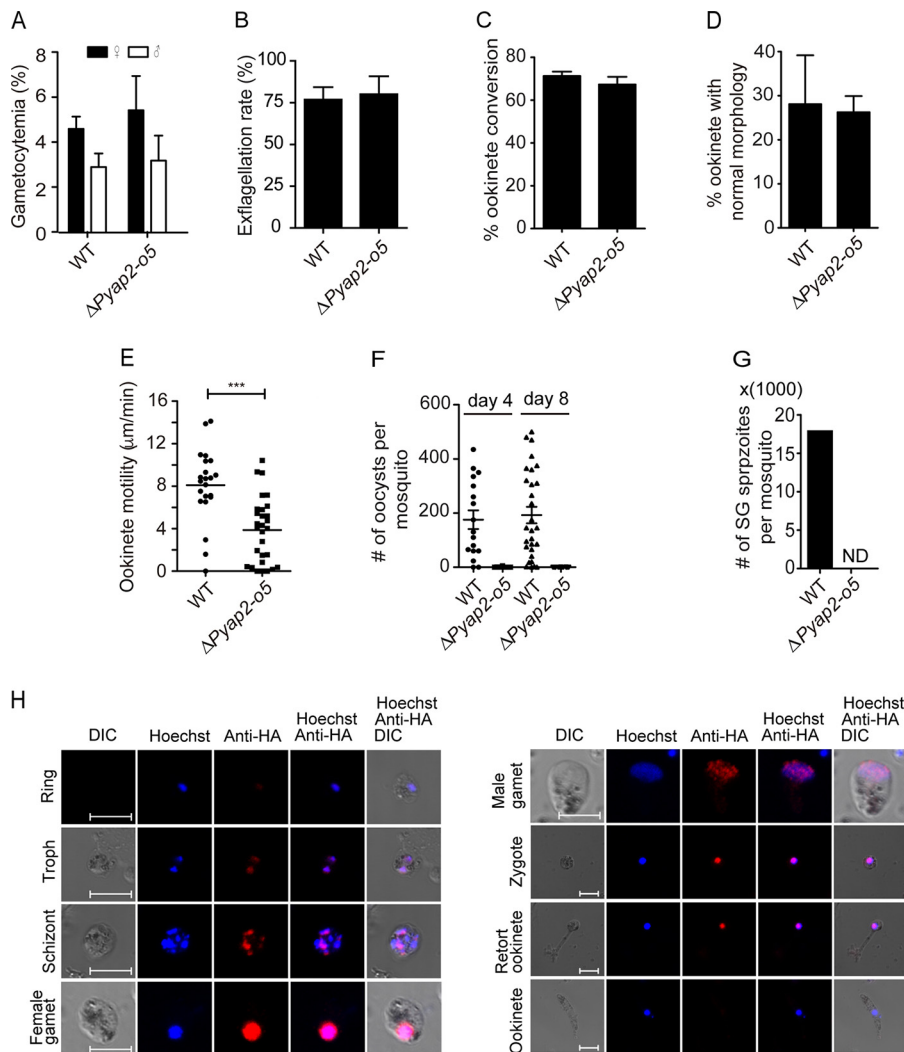 A
♀ ♂
Gametocytemia (%)
8
6
4
2
0
WT
ΔPyap2-o5
B
Exflagellation rate (%)
100
75
50
25
0
WT
ΔPyap2-o5
C
% ookinete conversion
80
60
40
20
0
WT
ΔPyap2-o5
D
% ookinete with
normal morphology
40
30
20
10
0
WT
ΔPyap2-o5
E
Ookinete motility (μm/min)
16
12
8
4
0
***
WT
ΔPyap2-o5
F
# of oocysts per
mosquito
600
400
200
0
day 4 day 8
WT
ΔPyap2-o5
WT
ΔPyap2-o5
G
x(1000)
# of SG sprpzoites
per mosquito
20
15
10
5
0
ND
WT
ΔPyap2-o5
H
DIC
Hoechst
Anti-HA
Hoechst
Anti-HA
Hoechst
Anti-HA
DIC
Ring
Troph
Schizont
Female
gamet
DIC
Hoechst
Anti-HA
Hoechst
Anti-HA
Hoechst
Anti-HA
DIC
Male
gamet
Zygote
Retort
ookinete
Ookinete